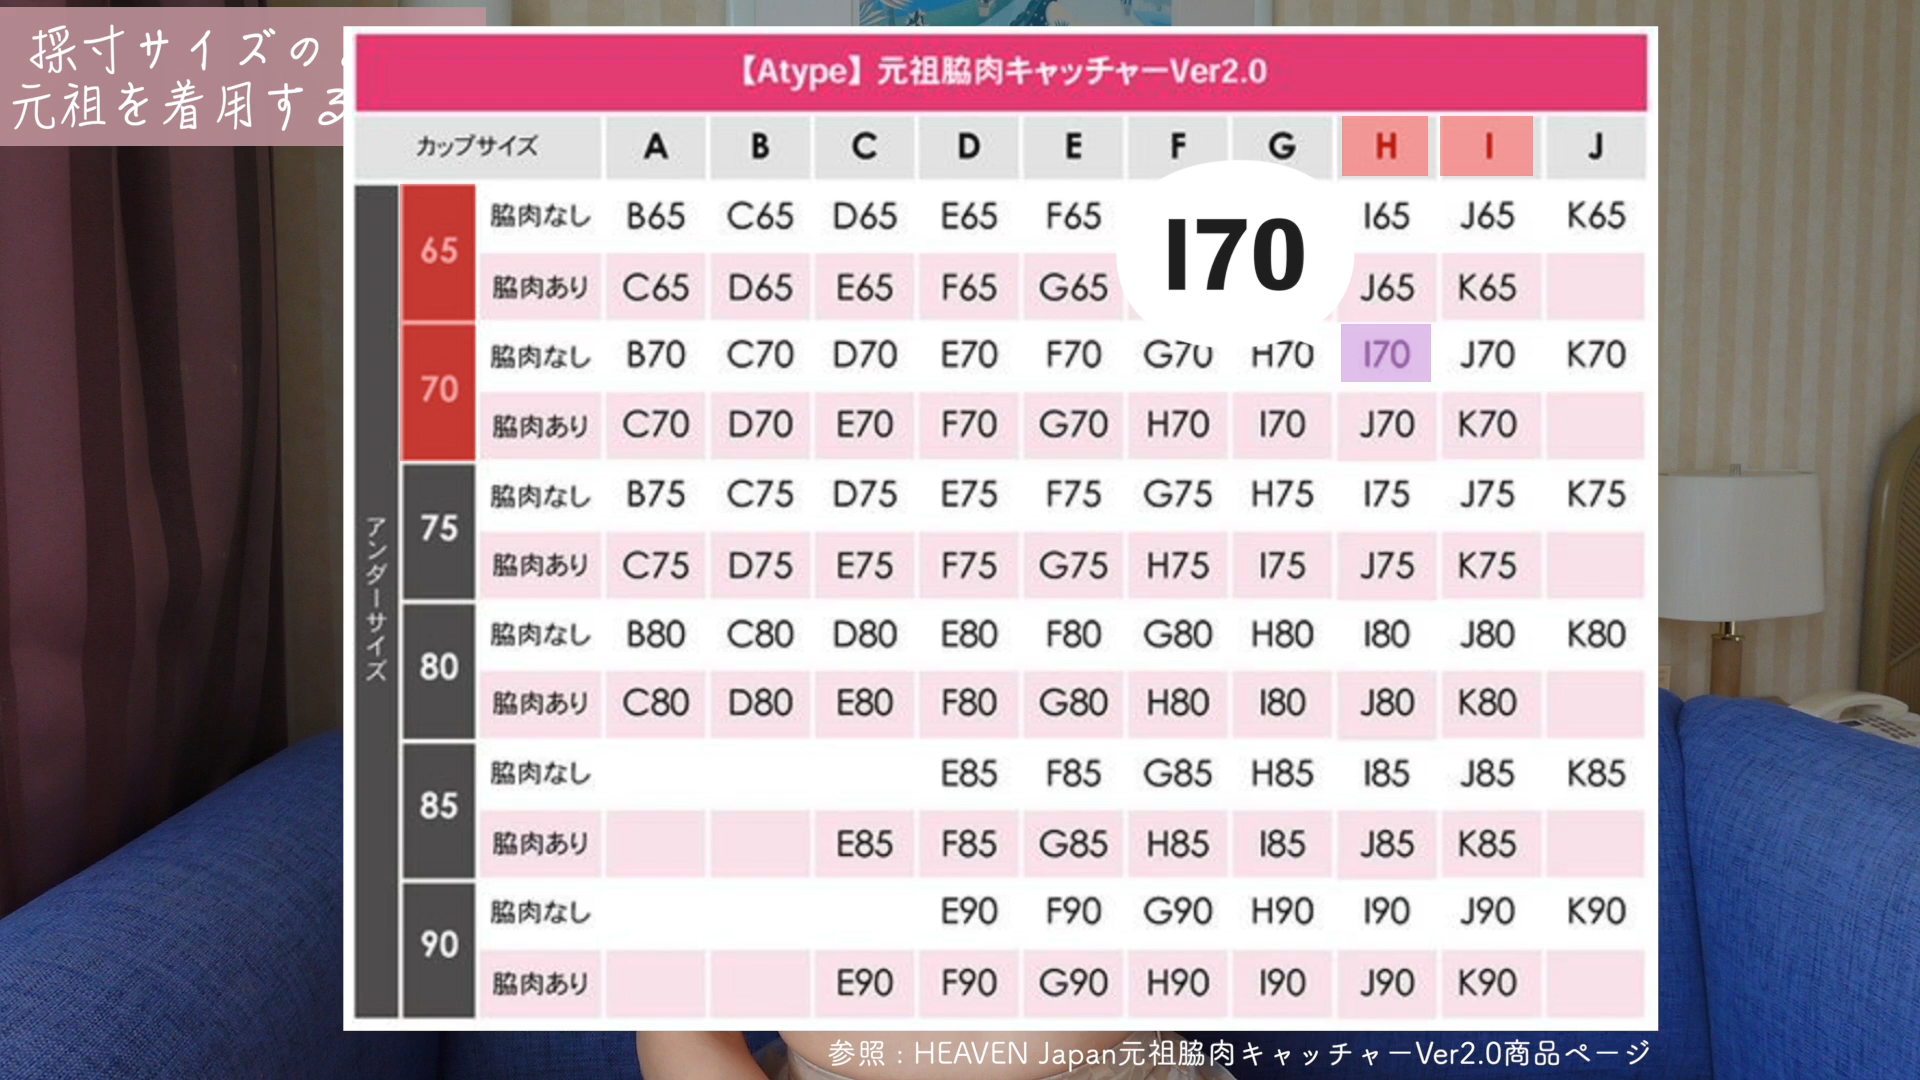 採寸サイズの
元祖を着用する
【Atype】元祖脇肉キャッチャーVer2.0
カップサイズ A B C D E F G H I J
アンダーサイズ
65 脇肉なし B65 C65 D65 E65 F65 I65 J65 K65
脇肉あり C65 D65 E65 F65 G65 J65 K65
I70
70 脇肉なし B70 C70 D70 E70 F70 G70 H70 I70 J70 K70
脇肉あり C70 D70 E70 F70 G70 H70 I70 J70 K70
75 脇肉なし B75 C75 D75 E75 F75 G75 H75 I75 J75 K75
脇肉あり C75 D75 E75 F75 G75 H75 I75 J75 K75
80 脇肉なし B80 C80 D80 E80 F80 G80 H80 I80 J80 K80
脇肉あり C80 D80 E80 F80 G80 H80 I80 J80 K80
85 脇肉なし E85 F85 G85 H85 I85 J85 K85
脇肉あり E85 F85 G85 H85 I85 J85 K85
90 脇肉なし E90 F90 G90 H90 I90 J90 K90
脇肉あり E90 F90 G90 H90 I90 J90 K90
参照：HEAVEN Japan元祖脇肉キャッチャーVer2.0商品ページ